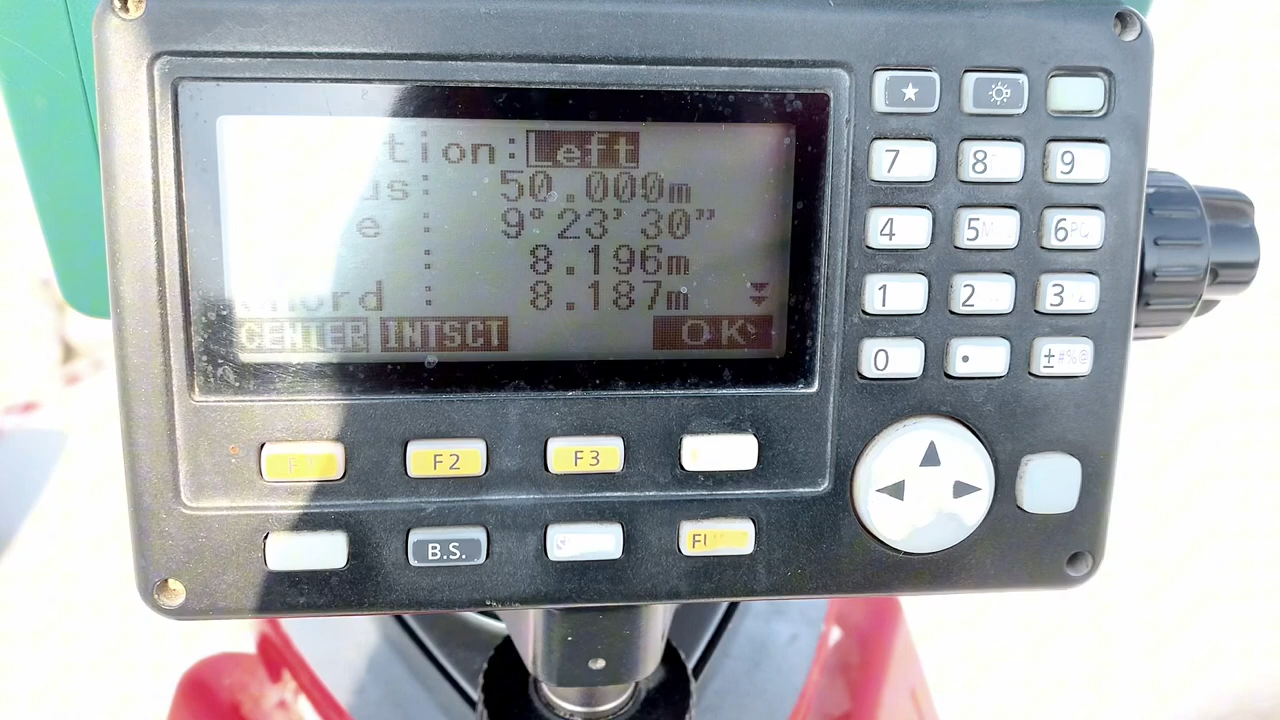 tion:Left
us: 50.000m
e : 9°23'30"
: 8.196m
hord : 8.187m
CENTER INTSCT OK
7 8 9
4 5 6
1 2 3
0 . ±#%@
F2 F3
B.S.